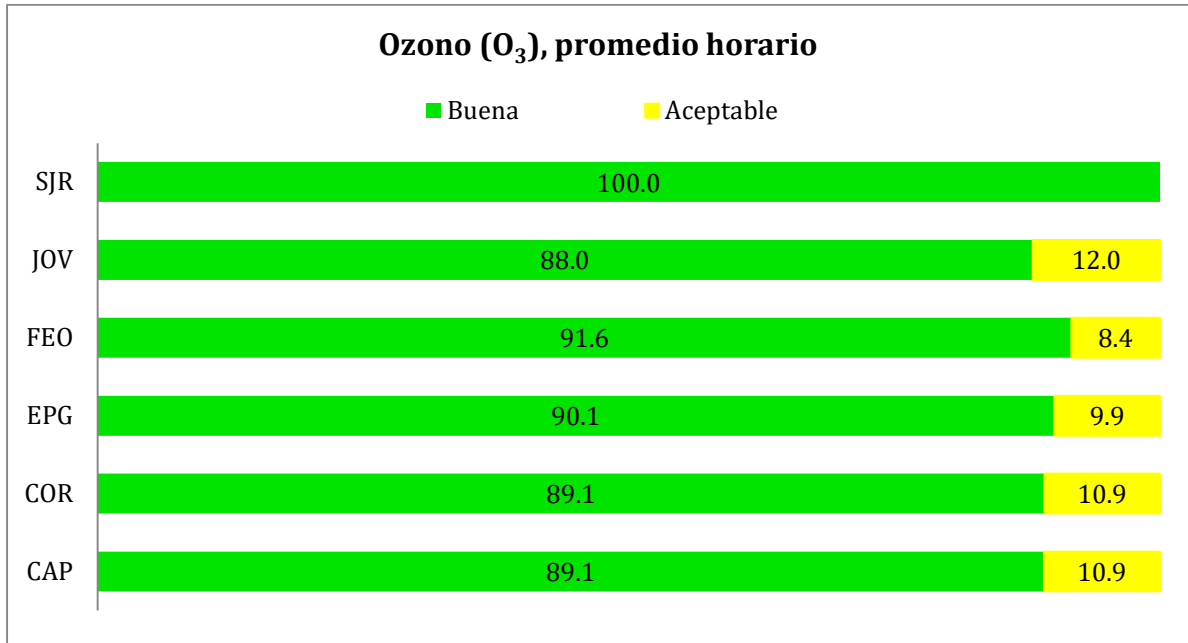 Ozono (O₃), promedio horario
Buena Aceptable
SJR 100.0
JOV 88.0 12.0
FEO 91.6 8.4
EPG 90.1 9.9
COR 89.1 10.9
CAP 89.1 10.9